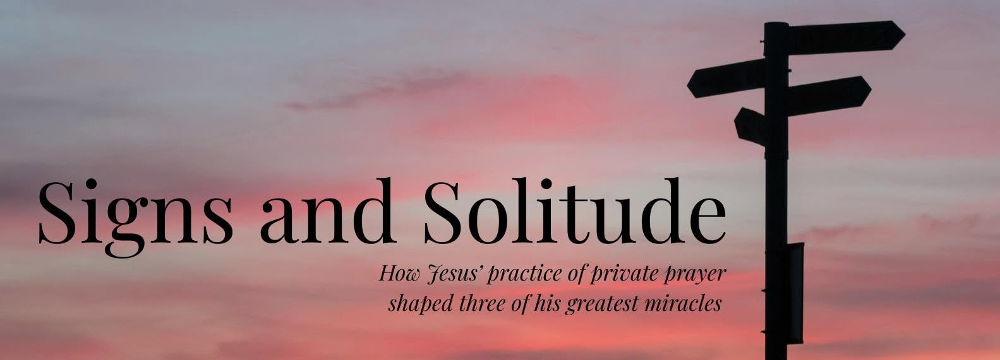 Signs and Solitude
How Jesus’ practice of private prayer
shaped three of his greatest miracles